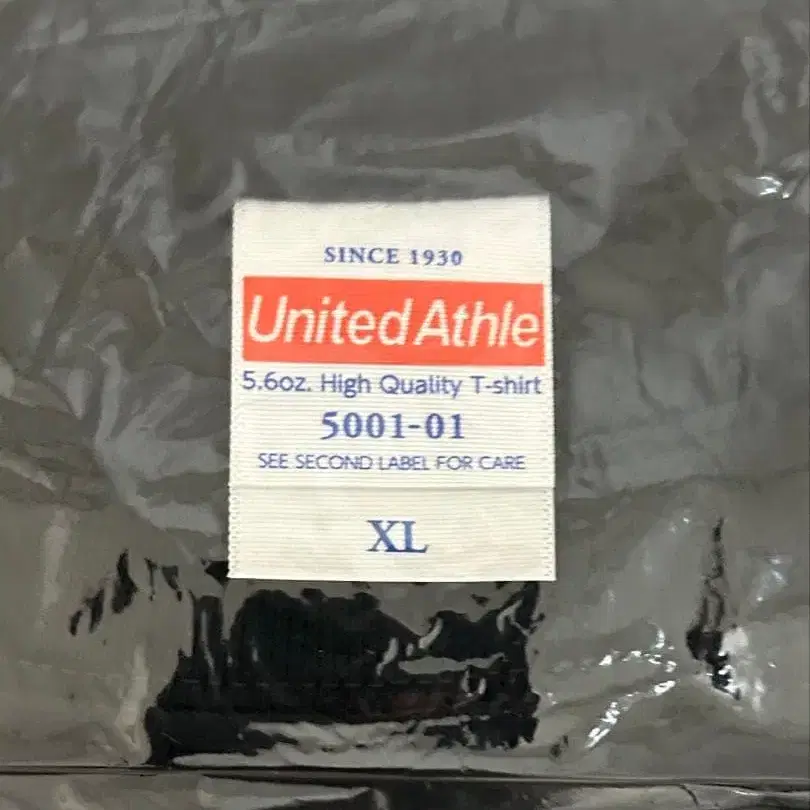 SINCE 1930
United Athle
5.6oz. High Quality T-shirt
5001-01
SEE SECOND LABEL FOR CARE
XL